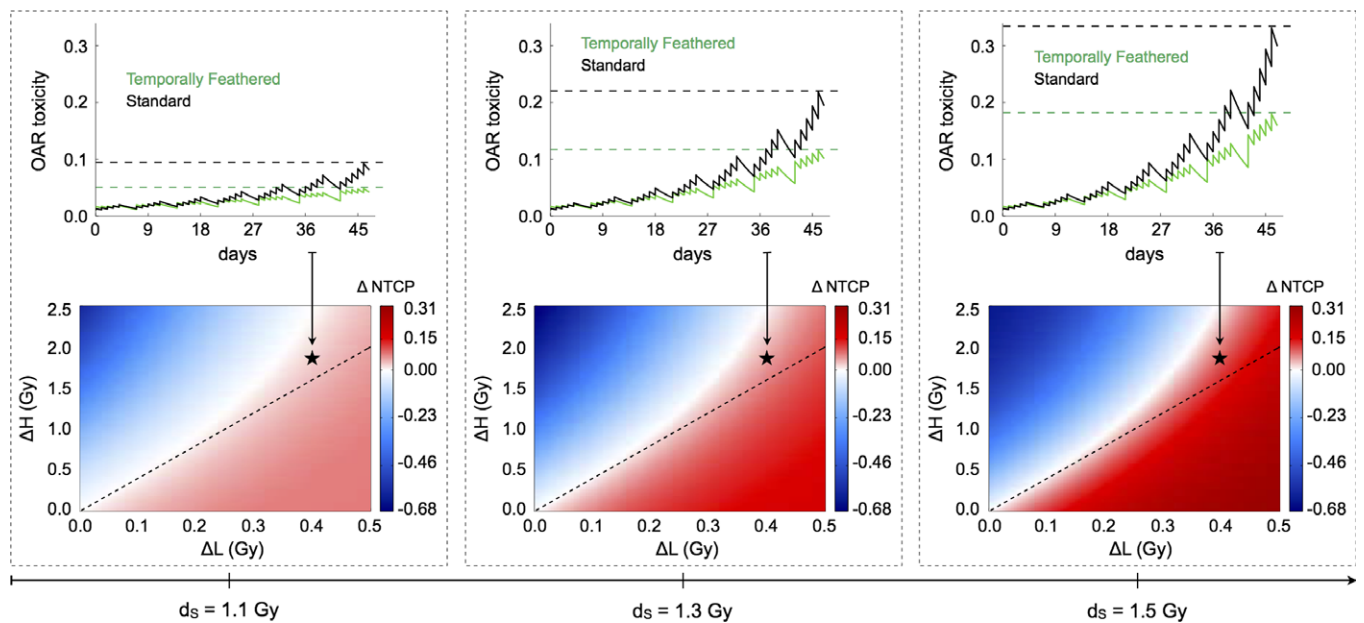 0.3
0.2
0.1
0.0
OAR toxicity
Temporally Feathered
Standard
0 9 18 27 36 45
days
Δ NTCP
2.5
2.0
1.5
1.0
0.5
0.0
ΔH (Gy)
0.31
0.15
0.00
-0.23
-0.46
-0.68
0.0 0.1 0.2 0.3 0.4 0.5
ΔL (Gy)
dS = 1.1 Gy
0.3
0.2
0.1
0.0
OAR toxicity
Temporally Feathered
Standard
0 9 18 27 36 45
days
Δ NTCP
2.5
2.0
1.5
1.0
0.5
0.0
ΔH (Gy)
0.31
0.15
0.00
-0.23
-0.46
-0.68
0.0 0.1 0.2 0.3 0.4 0.5
ΔL (Gy)
dS = 1.3 Gy
0.3
0.2
0.1
0.0
OAR toxicity
Temporally Feathered
Standard
0 9 18 27 36 45
days
Δ NTCP
2.5
2.0
1.5
1.0
0.5
0.0
ΔH (Gy)
0.31
0.15
0.00
-0.23
-0.46
-0.68
0.0 0.1 0.2 0.3 0.4 0.5
ΔL (Gy)
dS = 1.5 Gy